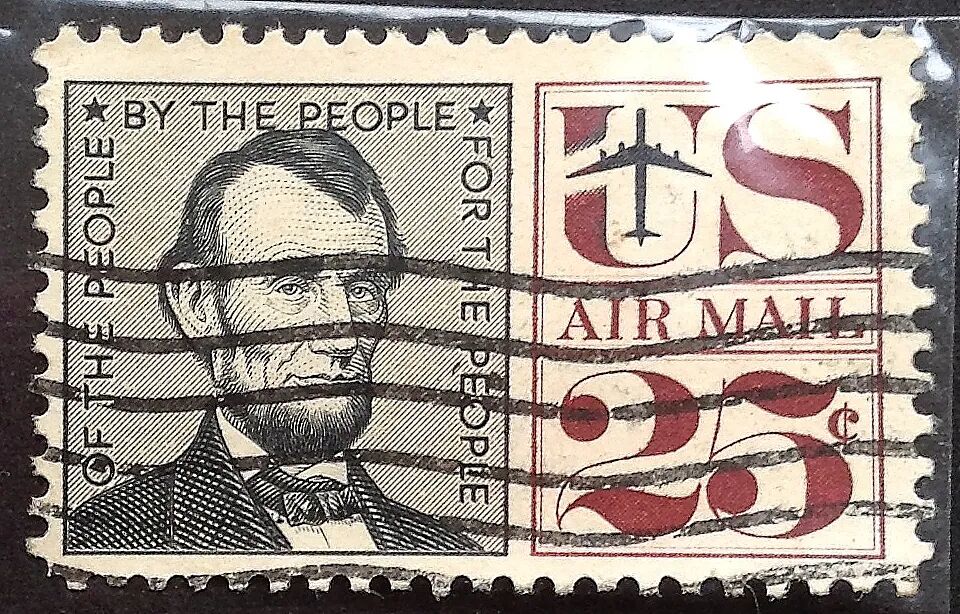 OF THE PEOPLE
★ BY THE PEOPLE ★
FOR THE PEOPLE
US
AIR MAIL
25¢